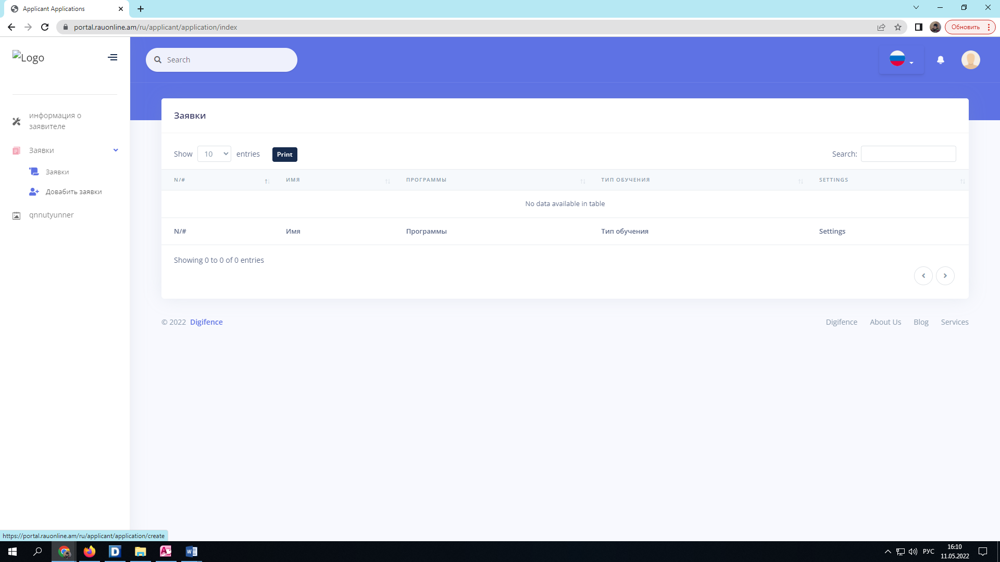 Applicant Applications
portal.rauonline.am/ru/applicant/application/index
Обновить
Logo
Search
информация о
заявителе
Заявки
Заявки
Довабить заявки
qnnutyunner
Заявки
Show 10 entries Print Search:
N/# ИМЯ ПРОГРАММЫ ТИП ОБУЧЕНИЯ SETTINGS
No data available in table
N/# Имя Программы Тип обучения Settings
Showing 0 to 0 of 0 entries
© 2022 Digifence Digifence About Us Blog Services
https://portal.rauonline.am/ru/applicant/application/create
РУС
16:10
11.05.2022